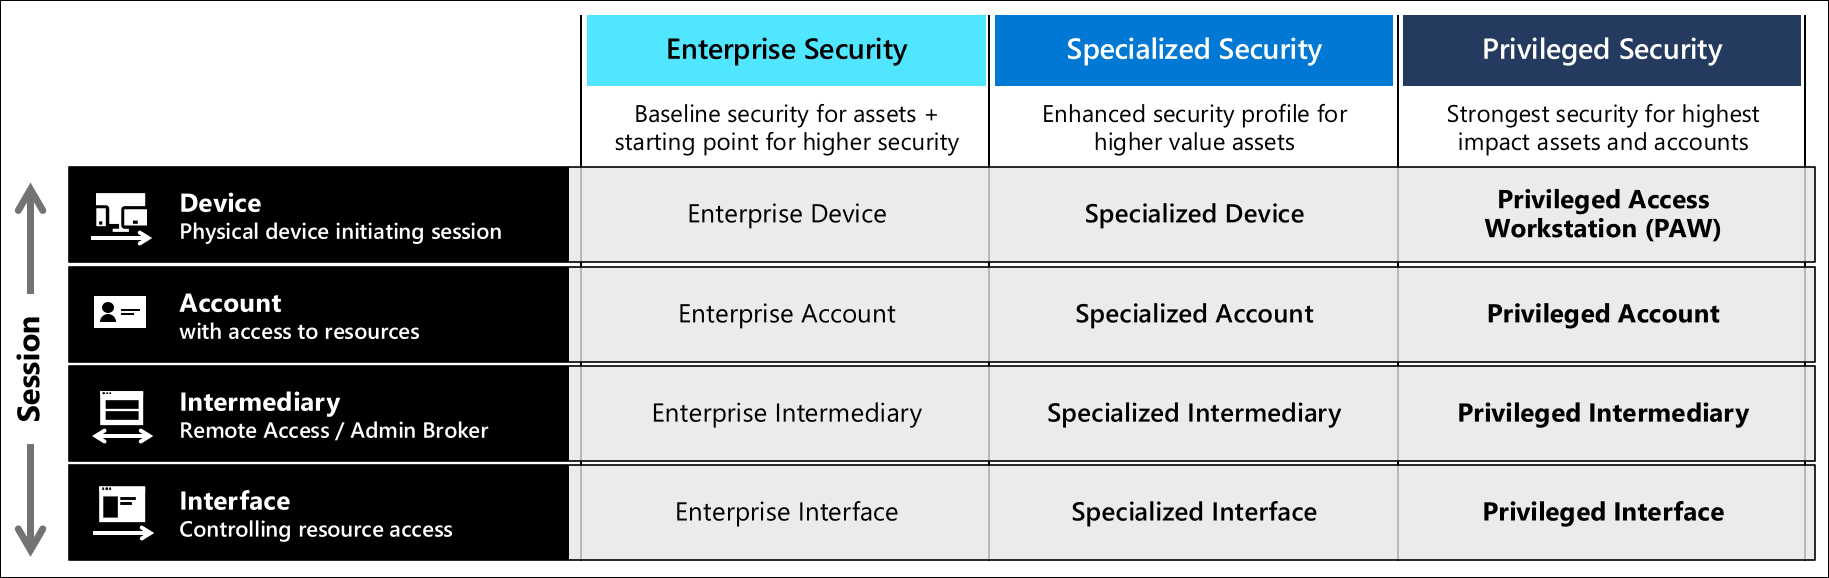 Enterprise Security
Specialized Security
Privileged Security
Baseline security for assets +
starting point for higher security
Enhanced security profile for
higher value assets
Strongest security for highest
impact assets and accounts
Session
Device
Physical device initiating session
Enterprise Device
Specialized Device
Privileged Access
Workstation (PAW)
Account
with access to resources
Enterprise Account
Specialized Account
Privileged Account
Intermediary
Remote Access / Admin Broker
Enterprise Intermediary
Specialized Intermediary
Privileged Intermediary
Interface
Controlling resource access
Enterprise Interface
Specialized Interface
Privileged Interface